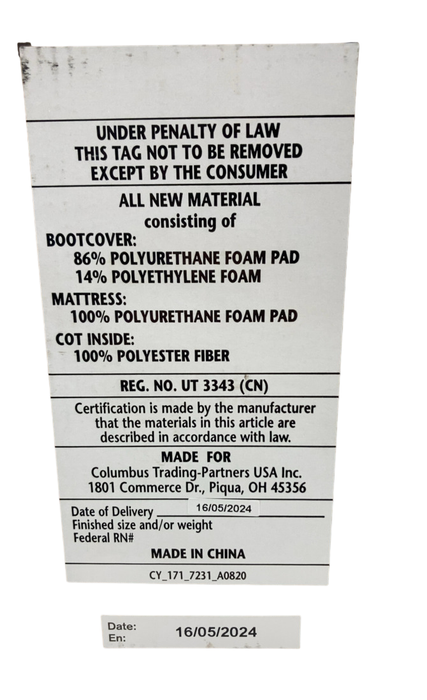 UNDER PENALTY OF LAW
THIS TAG NOT TO BE REMOVED
EXCEPT BY THE CONSUMER
ALL NEW MATERIAL
consisting of
BOOTCOVER:
86% POLYURETHANE FOAM PAD
14% POLYETHYLENE FOAM
MATTRESS:
100% POLYURETHANE FOAM PAD
COT INSIDE:
100% POLYESTER FIBER
REG. NO. UT 3343 (CN)
Certification is made by the manufacturer
that the materials in this article are
described in accordance with law.
MADE FOR
Columbus Trading-Partners USA Inc.
1801 Commerce Dr., Piqua, OH 45356
Date of Delivery 16/05/2024
Finished size and/or weight
Federal RN#
MADE IN CHINA
CY_171_7231_A0820
Date: 16/05/2024
En: